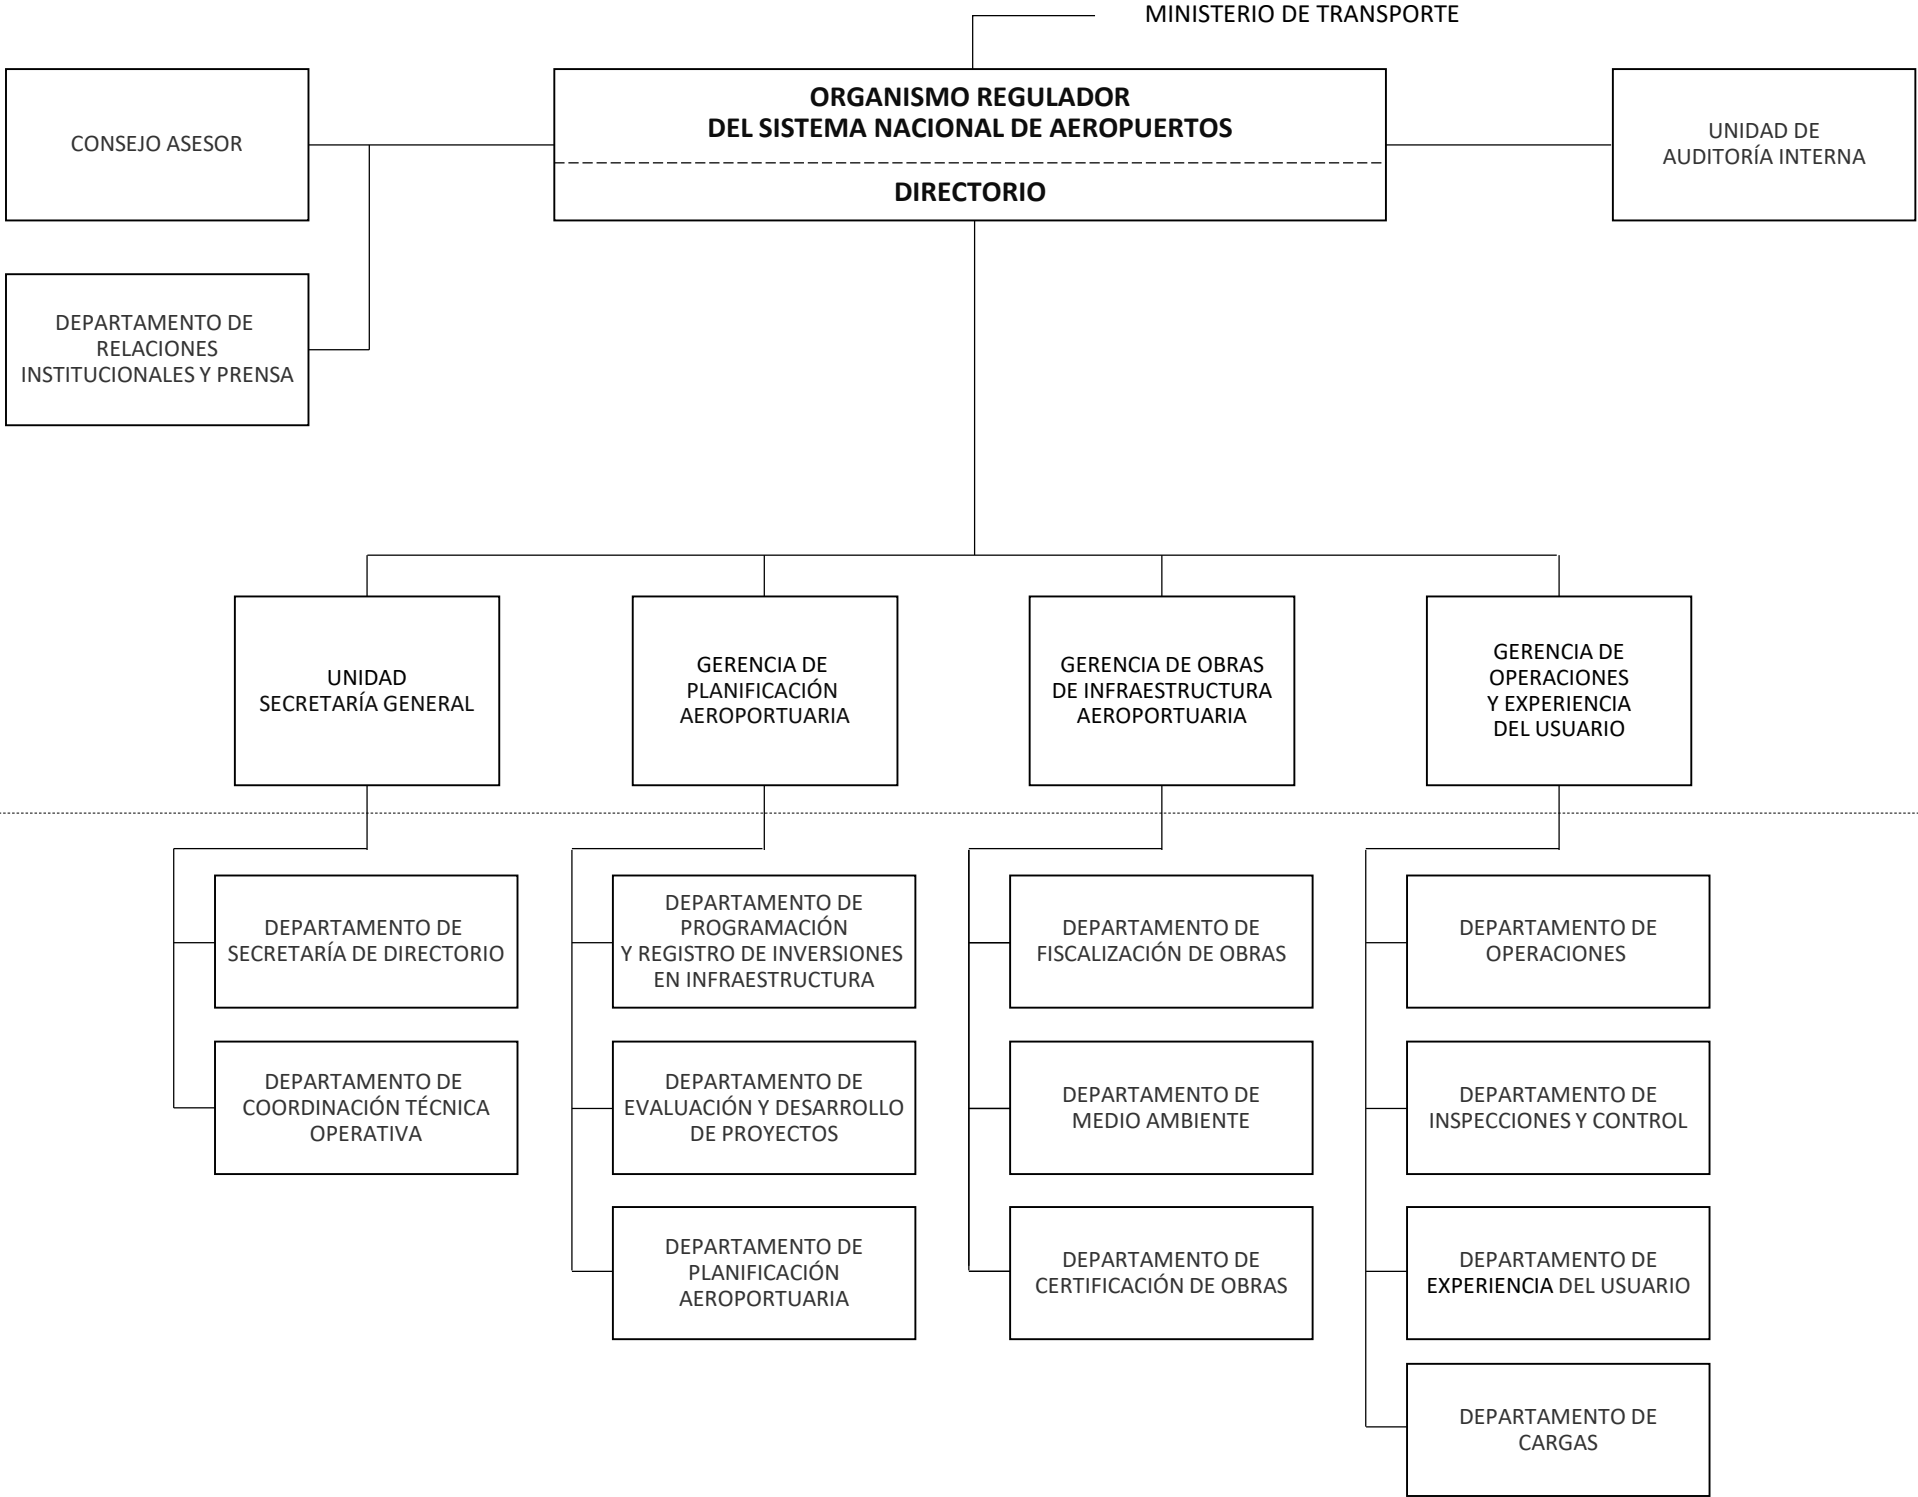 MINISTERIO DE TRANSPORTE
ORGANISMO REGULADOR
DEL SISTEMA NACIONAL DE AEROPUERTOS
DIRECTORIO
CONSEJO ASESOR
UNIDAD DE
AUDITORÍA INTERNA
DEPARTAMENTO DE
RELACIONES
INSTITUCIONALES Y PRENSA
UNIDAD
SECRETARÍA GENERAL
GERENCIA DE
PLANIFICACIÓN
AEROPORTUARIA
GERENCIA DE OBRAS
DE INFRAESTRUCTURA
AEROPORTUARIA
GERENCIA DE
OPERACIONES
Y EXPERIENCIA
DEL USUARIO
DEPARTAMENTO DE
SECRETARÍA DE DIRECTORIO
DEPARTAMENTO DE
COORDINACIÓN TÉCNICA
OPERATIVA
DEPARTAMENTO DE
PROGRAMACIÓN
Y REGISTRO DE INVERSIONES
EN INFRAESTRUCTURA
DEPARTAMENTO DE
EVALUACIÓN Y DESARROLLO
DE PROYECTOS
DEPARTAMENTO DE
PLANIFICACIÓN
AEROPORTUARIA
DEPARTAMENTO DE
FISCALIZACIÓN DE OBRAS
DEPARTAMENTO DE
MEDIO AMBIENTE
DEPARTAMENTO DE
CERTIFICACIÓN DE OBRAS
DEPARTAMENTO DE
OPERACIONES
DEPARTAMENTO DE
INSPECCIONES Y CONTROL
DEPARTAMENTO DE
EXPERIENCIA DEL USUARIO
DEPARTAMENTO DE
CARGAS